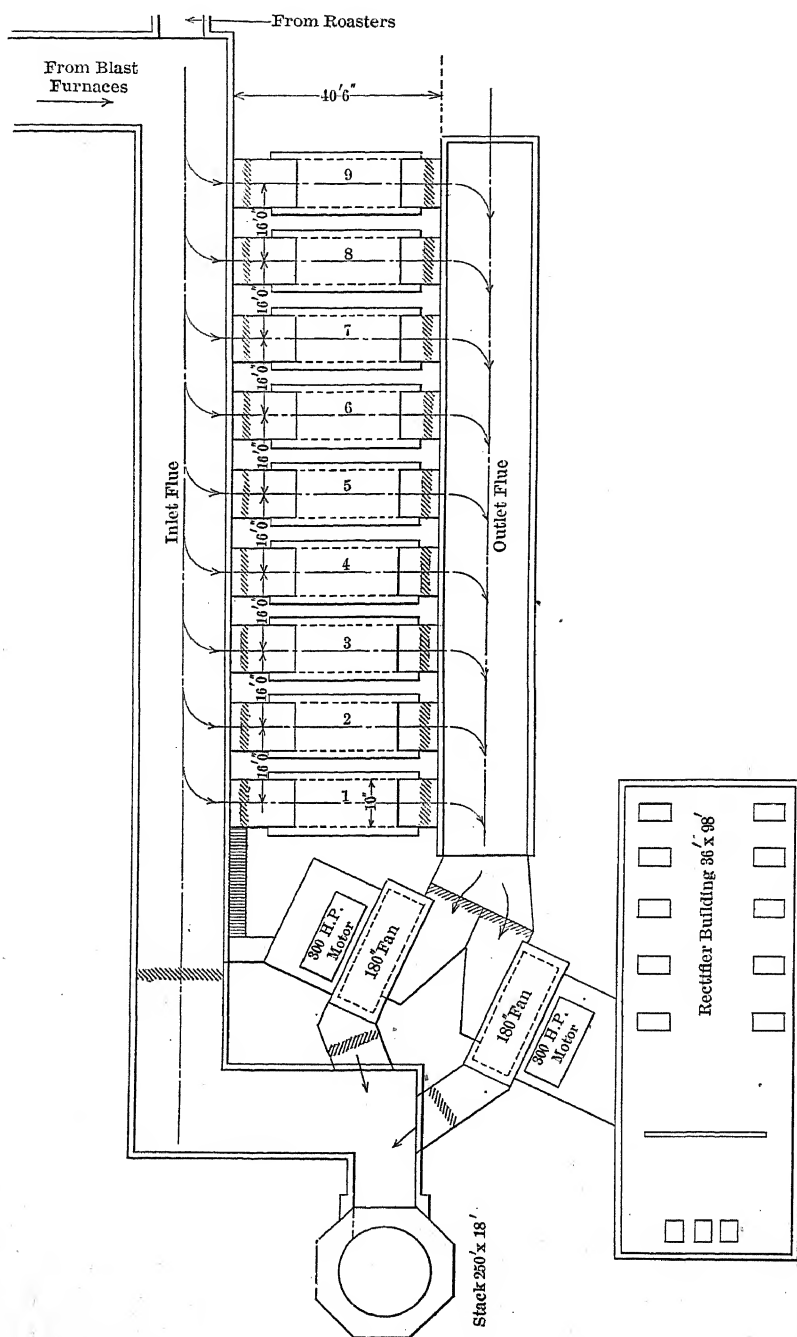 From Roasters
From Blast
Furnaces
40'6"
9
16'0"
8
16'0"
7
16'0"
6
16'0"
5
16'0"
4
16'0"
3
16'0"
2
16'0"
1
10"
Inlet Flue
Outlet Flue
300 H.P.
Motor
180"Fan
180"Fan
300 H.P.
Motor
Rectifier Building 36'x 98'
Stack 250'x 18'